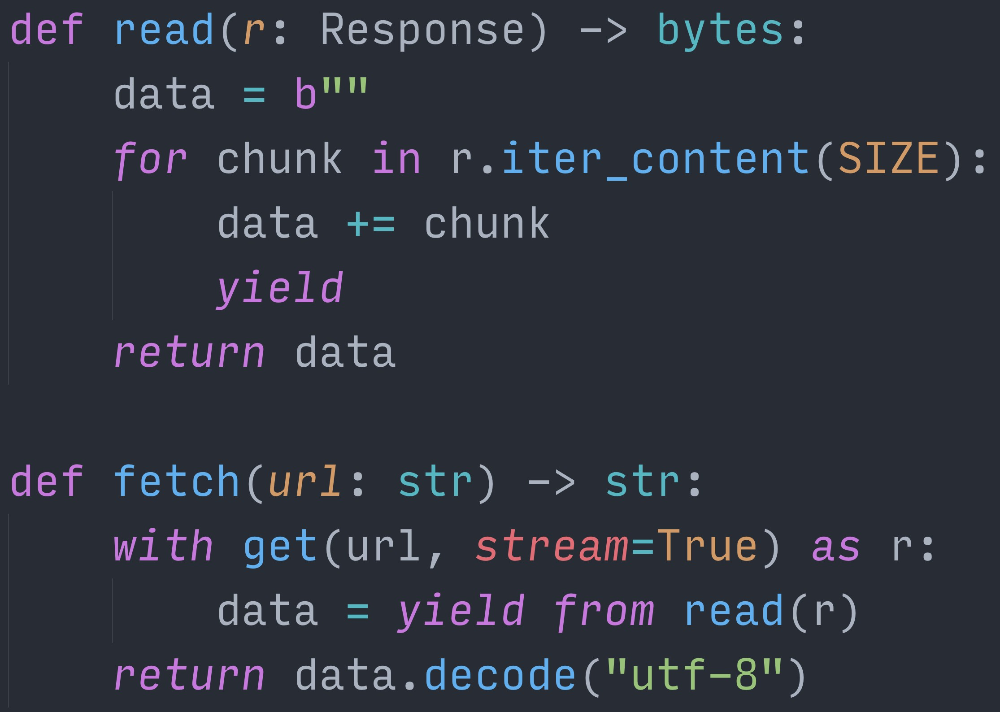 def read(r: Response) -> bytes:
    data = b""
    for chunk in r.iter_content(SIZE):
        data += chunk
        yield
    return data

def fetch(url: str) -> str:
    with get(url, stream=True) as r:
        data = yield from read(r)
    return data.decode("utf-8")